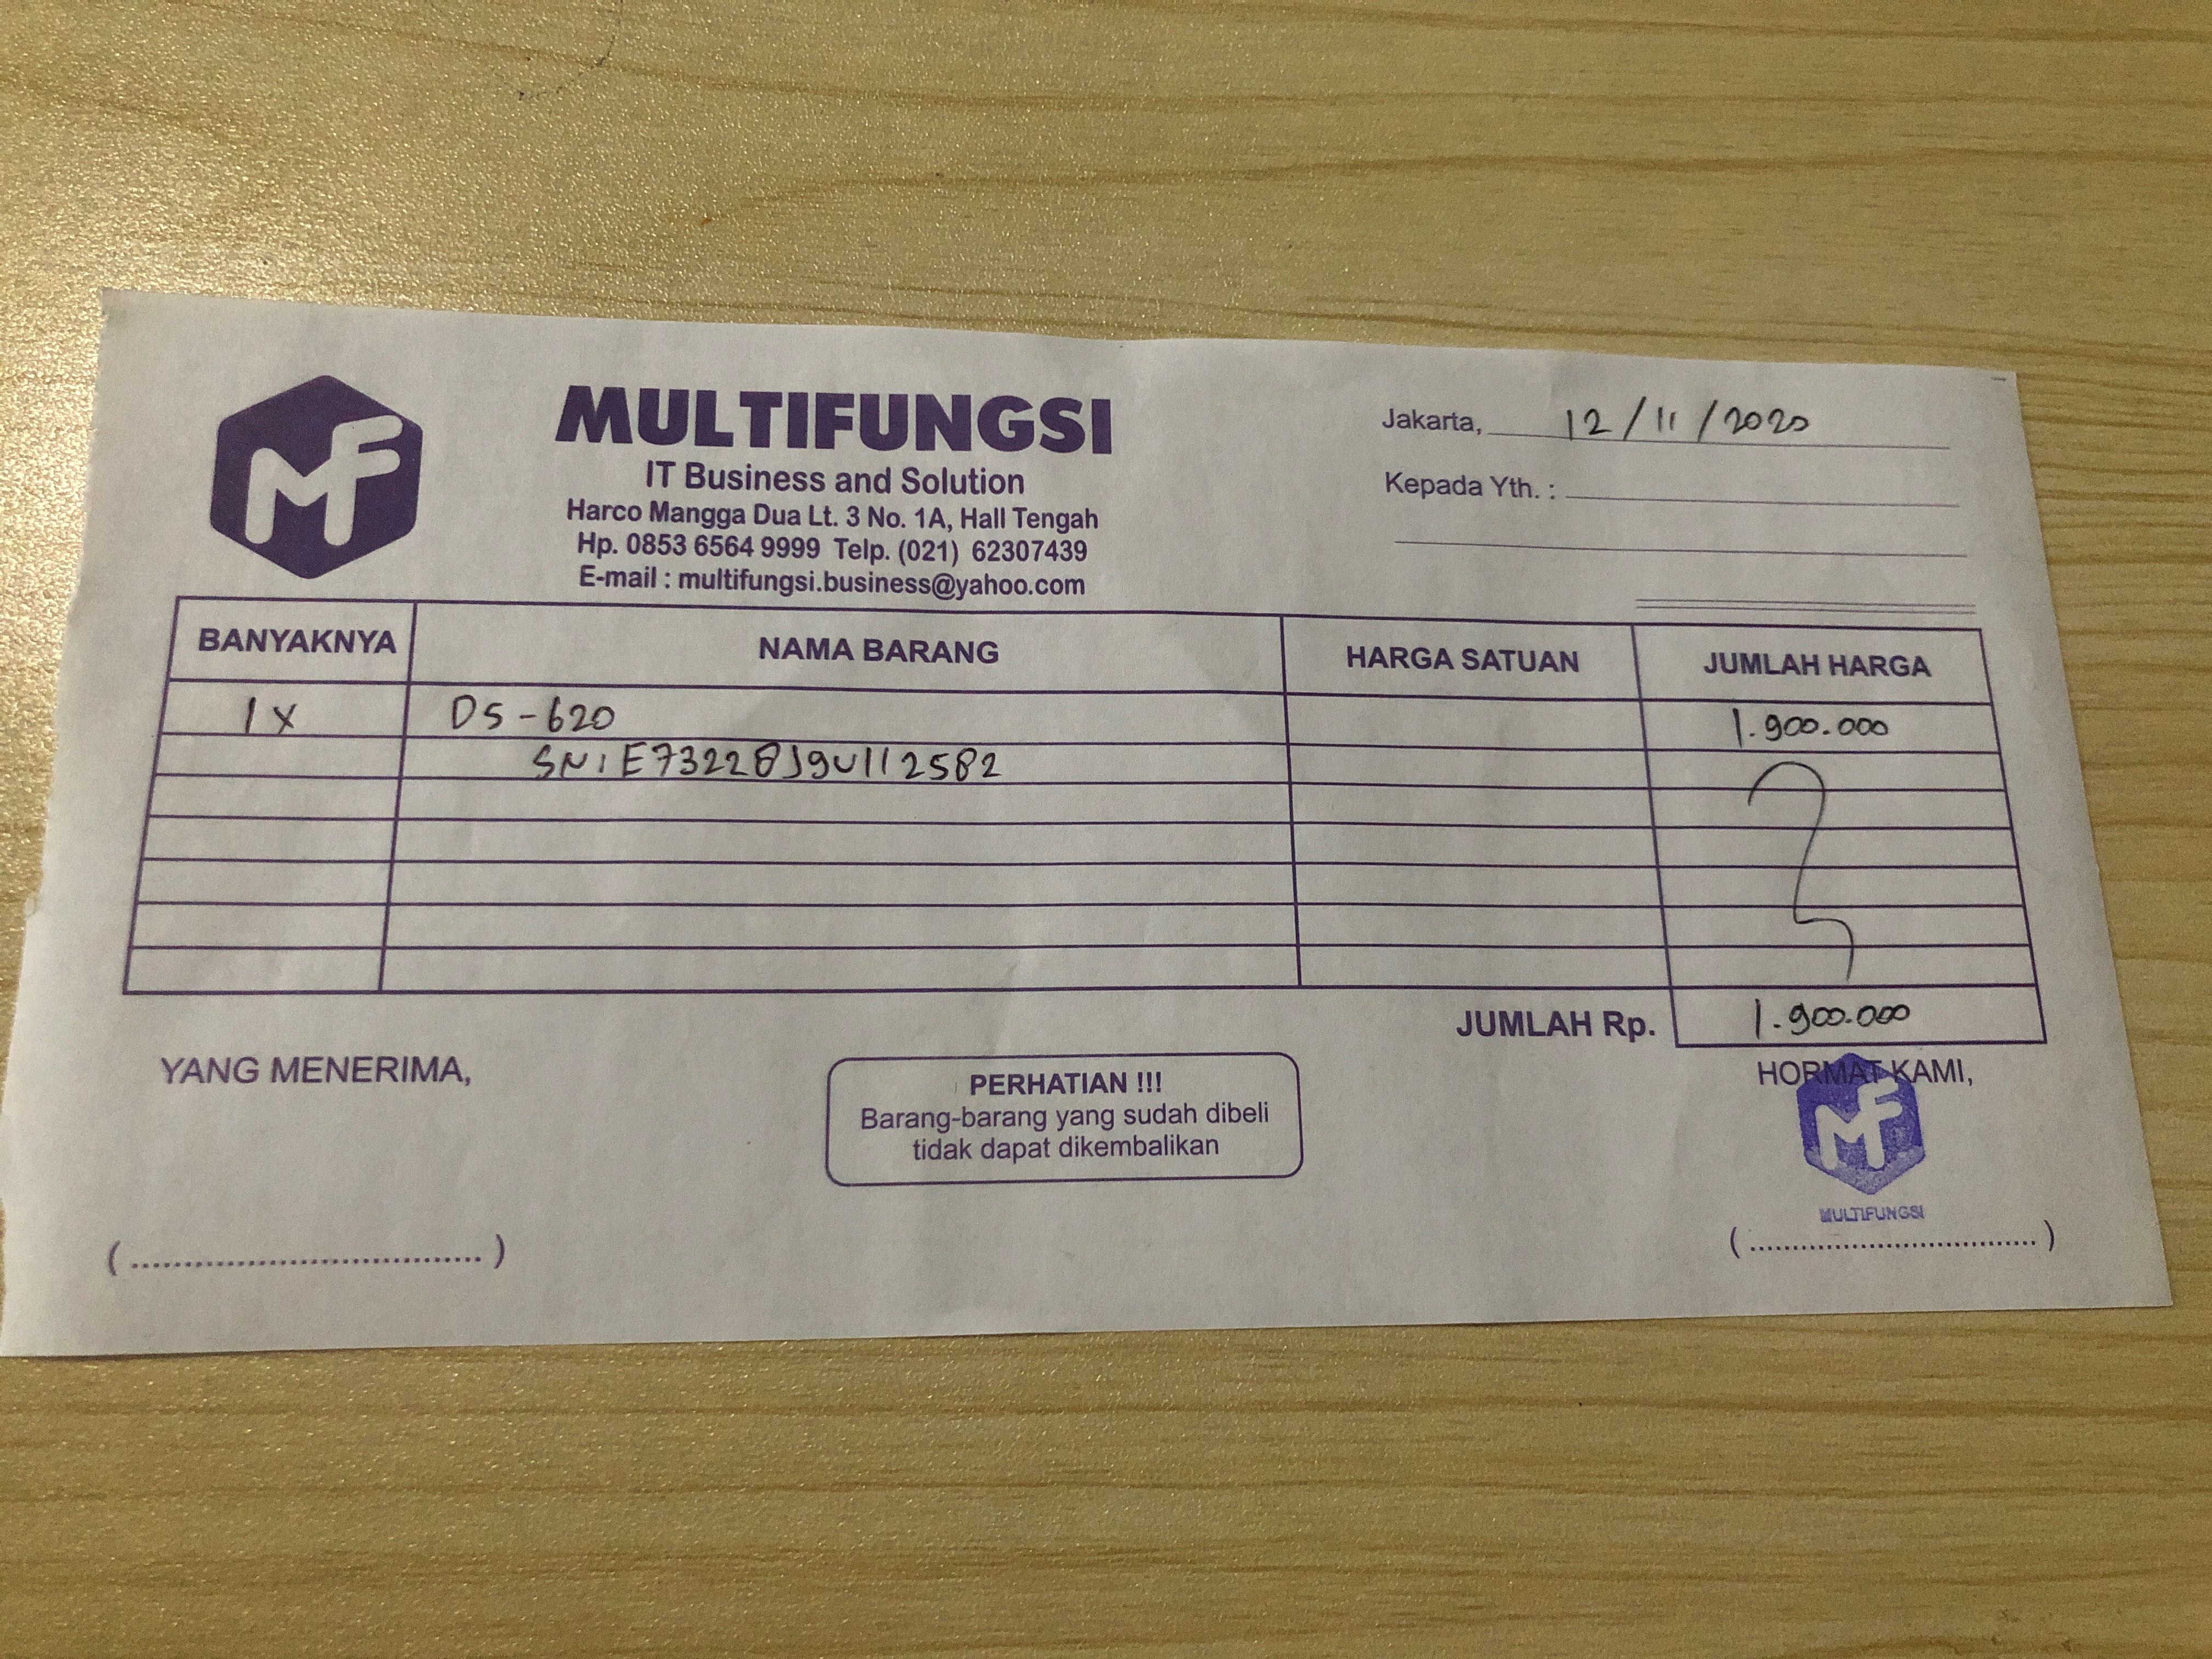 MF
MULTIFUNGSI
IT Business and Solution
Harco Mangga Dua Lt. 3 No. 1A, Hall Tengah
Hp. 0853 6564 9999 Telp. (021) 62307439
E-mail : multifungsi.business@yahoo.com
Jakarta, 12/11/2020
Kepada Yth. :
BANYAKNYA NAMA BARANG HARGA SATUAN JUMLAH HARGA
1 x DS-620 1.900.000
SN: E73228J9U112582
JUMLAH Rp. 1.900.000
YANG MENERIMA,
PERHATIAN !!!
Barang-barang yang sudah dibeli
tidak dapat dikembalikan
HORMAT KAMI,
MF
MULTIFUNGSI
(..................................)
(..................................)